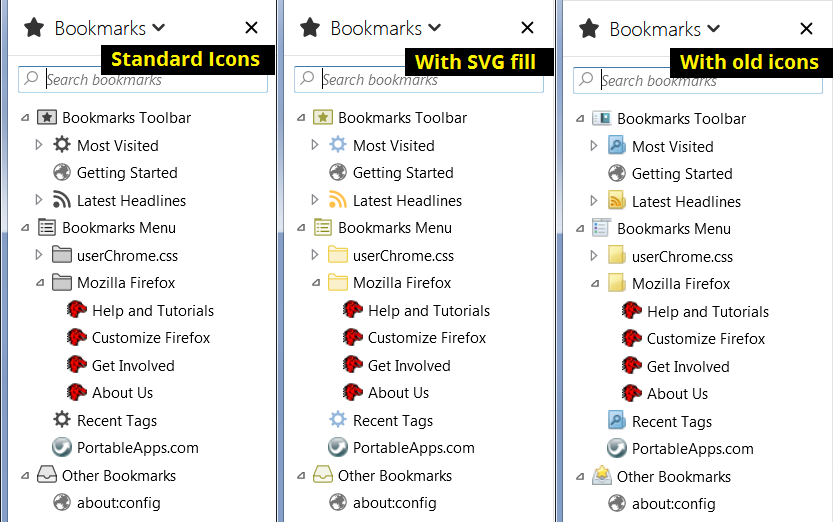 Bookmarks
Standard Icons
Search bookmarks
Bookmarks Toolbar
Most Visited
Getting Started
Latest Headlines
Bookmarks Menu
userChrome.css
Mozilla Firefox
Help and Tutorials
Customize Firefox
Get Involved
About Us
Recent Tags
PortableApps.com
Other Bookmarks
about:config
Bookmarks
With SVG fill
Search bookmarks
Bookmarks Toolbar
Most Visited
Getting Started
Latest Headlines
Bookmarks Menu
userChrome.css
Mozilla Firefox
Help and Tutorials
Customize Firefox
Get Involved
About Us
Recent Tags
PortableApps.com
Other Bookmarks
about:config
Bookmarks
With old icons
Search bookmarks
Bookmarks Toolbar
Most Visited
Getting Started
Latest Headlines
Bookmarks Menu
userChrome.css
Mozilla Firefox
Help and Tutorials
Customize Firefox
Get Involved
About Us
Recent Tags
PortableApps.com
Other Bookmarks
about:config